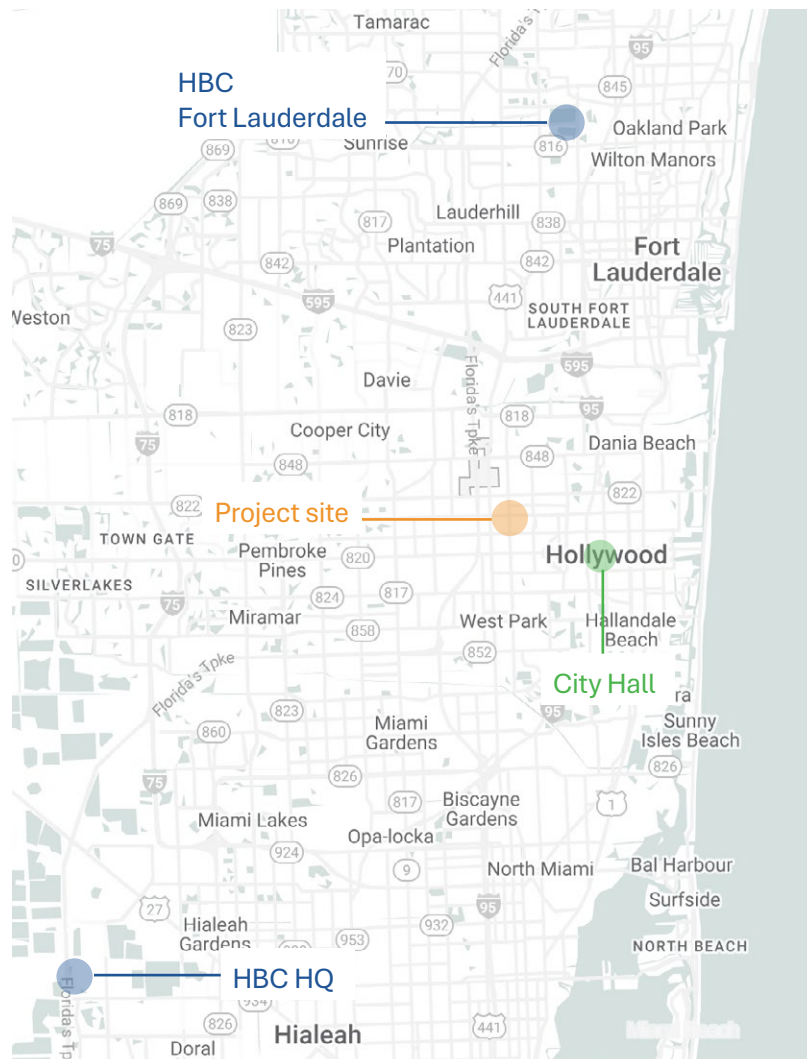 Tamarac
Florida's T
95
HBC
Fort Lauderdale
70
845
Oakland Park
Sunrise
816
869
Wilton Manors
869
838
Lauderhill
817
838
75
Plantation
Fort
Lauderdale
842
842
595
441
SOUTH FORT
LAUDERDALE
Weston
823
Florida's Tpke
595
Davie
818
818
95
75
Cooper City
Dania Beach
848
848
822
822
Project site
TOWN GATE
Pembroke
Pines
820
Hollywood
SILVERLAKES
75
824
817
Miramar
858
West Park
Hallandale
Beach
852
Florida's Tpke
City Hall
ra
823
95
860
Miami
Gardens
Sunny
Isles Beach
826
826
75
817
Biscayne
Gardens
1
Miami Lakes
Opa-locka
924
9
North Miami
Bal Harbour
Surfside
27
95
Hialeah
Gardens
932
953
NORTH BEACH
HBC HQ
Florida's Tp
934
826
Doral
Hialeah
441